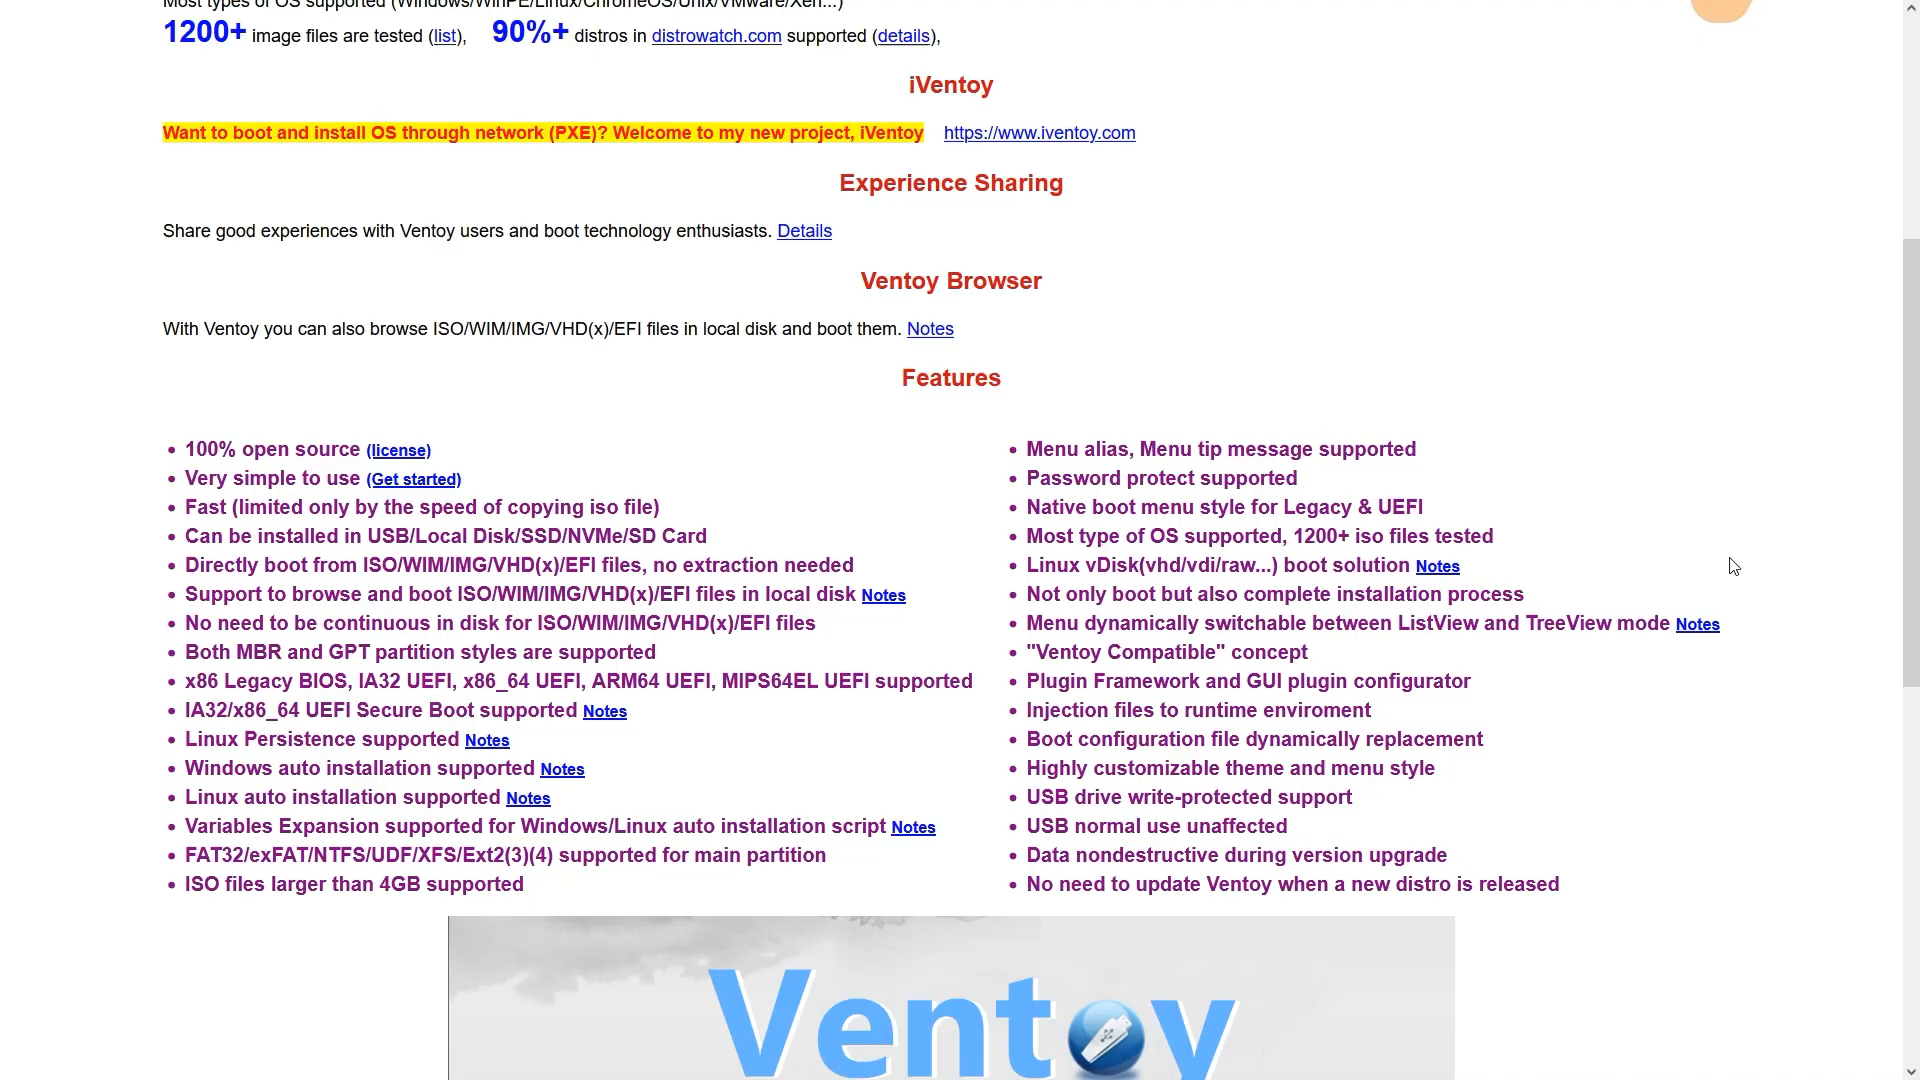 Most types of OS supported (Windows/WinPE/Linux/ChromeOS/Unix/VMware/Xen...)
1200+ image files are tested (list), 90%+ distros in distrowatch.com supported (details),
iVentoy
Want to boot and install OS through network (PXE)? Welcome to my new project, iVentoy https://www.iventoy.com
Experience Sharing
Share good experiences with Ventoy users and boot technology enthusiasts. Details
Ventoy Browser
With Ventoy you can also browse ISO/WIM/IMG/VHD(x)/EFI files in local disk and boot them. Notes
Features
• 100% open source (license)
• Very simple to use (Get started)
• Fast (limited only by the speed of copying iso file)
• Can be installed in USB/Local Disk/SSD/NVMe/SD Card
• Directly boot from ISO/WIM/IMG/VHD(x)/EFI files, no extraction needed
• Support to browse and boot ISO/WIM/IMG/VHD(x)/EFI files in local disk Notes
• No need to be continuous in disk for ISO/WIM/IMG/VHD(x)/EFI files
• Both MBR and GPT partition styles are supported
• x86 Legacy BIOS, IA32 UEFI, x86_64 UEFI, ARM64 UEFI, MIPS64EL UEFI supported
• IA32/x86_64 UEFI Secure Boot supported Notes
• Linux Persistence supported Notes
• Windows auto installation supported Notes
• Linux auto installation supported Notes
• Variables Expansion supported for Windows/Linux auto installation script Notes
• FAT32/exFAT/NTFS/UDF/XFS/Ext2(3)(4) supported for main partition
• ISO files larger than 4GB supported
• Menu alias, Menu tip message supported
• Password protect supported
• Native boot menu style for Legacy & UEFI
• Most type of OS supported, 1200+ iso files tested
• Linux vDisk(vhd/vdi/raw...) boot solution Notes
• Not only boot but also complete installation process
• Menu dynamically switchable between ListView and TreeView mode Notes
• "Ventoy Compatible" concept
• Plugin Framework and GUI plugin configurator
• Injection files to runtime enviroment
• Boot configuration file dynamically replacement
• Highly customizable theme and menu style
• USB drive write-protected support
• USB normal use unaffected
• Data nondestructive during version upgrade
• No need to update Ventoy when a new distro is released
Ventoy